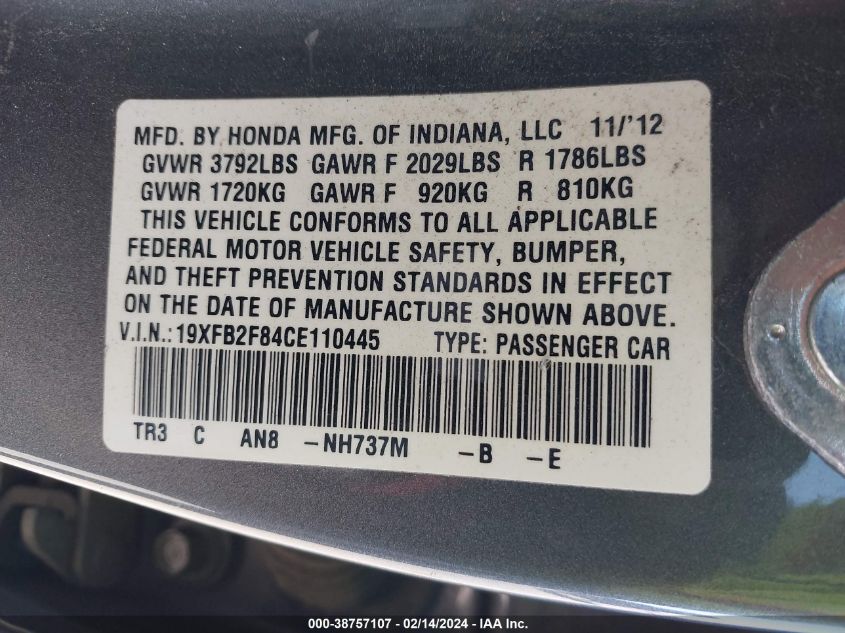 MFD. BY HONDA MFG. OF INDIANA, LLC 11/'12
GVWR 3792LBS GAWR F 2029LBS R 1786LBS
GVWR 1720KG GAWR F 920KG R 810KG
THIS VEHICLE CONFORMS TO ALL APPLICABLE
FEDERAL MOTOR VEHICLE SAFETY, BUMPER,
AND THEFT PREVENTION STANDARDS IN EFFECT
ON THE DATE OF MANUFACTURE SHOWN ABOVE.
V.I.N.:19XFB2F84CE110445 TYPE: PASSENGER CAR
TR3 C AN8 -NH737M -B -E
000-38757107 - 02/14/2024 - IAA Inc.